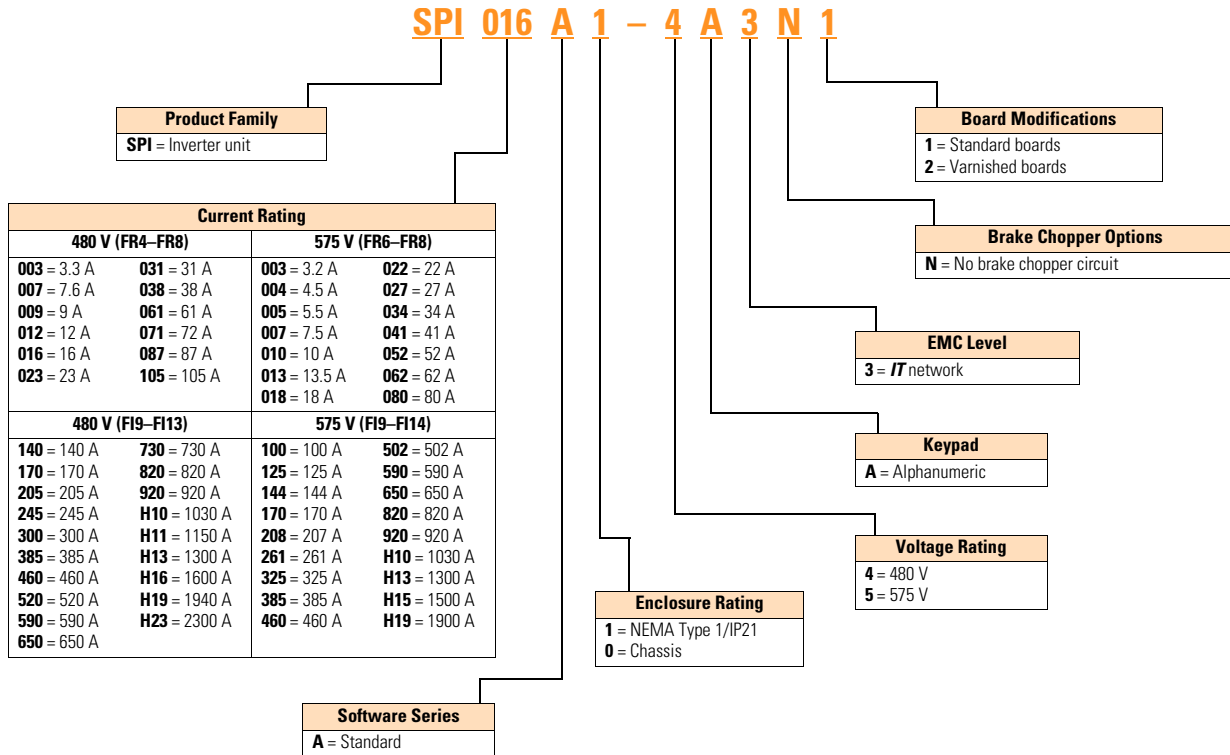 SPI 016 A 1 – 4 A 3 N 1
Product Family
SPI = Inverter unit
Board Modifications
1 = Standard boards
2 = Varnished boards
Current Rating
480 V (FR4–FR8) 575 V (FR6–FR8)
003 = 3.3 A 031 = 31 A 003 = 3.2 A 022 = 22 A
007 = 7.6 A 038 = 38 A 004 = 4.5 A 027 = 27 A
009 = 9 A 061 = 61 A 005 = 5.5 A 034 = 34 A
012 = 12 A 071 = 72 A 007 = 7.5 A 041 = 41 A
016 = 16 A 087 = 87 A 010 = 10 A 052 = 52 A
023 = 23 A 105 = 105 A 013 = 13.5 A 062 = 62 A
018 = 18 A 080 = 80 A
480 V (FI9–FI13) 575 V (FI9–FI14)
140 = 140 A 730 = 730 A 100 = 100 A 502 = 502 A
170 = 170 A 820 = 820 A 125 = 125 A 590 = 590 A
205 = 205 A 920 = 920 A 144 = 144 A 650 = 650 A
245 = 245 A H10 = 1030 A 170 = 170 A 820 = 820 A
300 = 300 A H11 = 1150 A 208 = 207 A 920 = 920 A
385 = 385 A H13 = 1300 A 261 = 261 A H10 = 1030 A
460 = 460 A H16 = 1600 A 325 = 325 A H13 = 1300 A
520 = 520 A H19 = 1940 A 385 = 385 A H15 = 1500 A
590 = 590 A H23 = 2300 A 460 = 460 A H19 = 1900 A
650 = 650 A
Brake Chopper Options
N = No brake chopper circuit
EMC Level
3 = IT network
Keypad
A = Alphanumeric
Voltage Rating
4 = 480 V
5 = 575 V
Enclosure Rating
1 = NEMA Type 1/IP21
0 = Chassis
Software Series
A = Standard